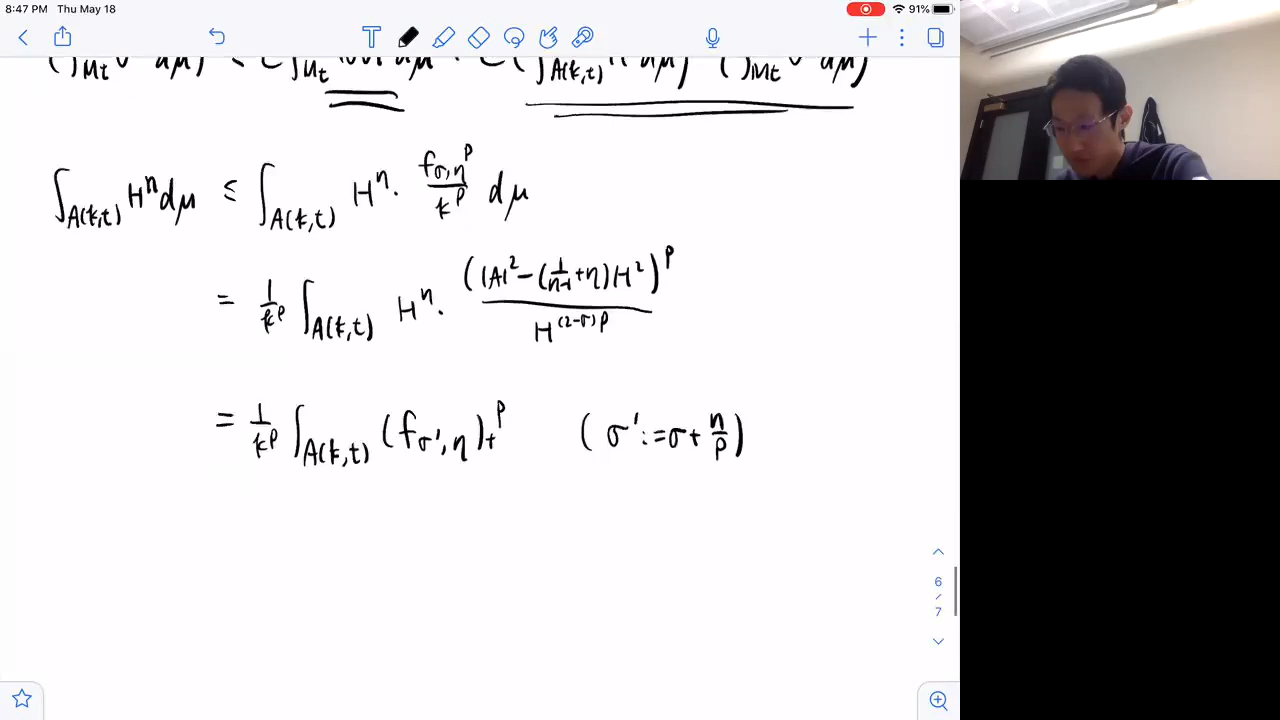 8:47 PM Thu May 18
91%
∫_{A(k,t)} H^n dμ ≤ ∫_{A(k,t)} H^n · f_{σ,η}^p / k^p dμ
= 1/k^p ∫_{A(k,t)} H^n · (|A|^2 - (1/(n-1) + η) H^2)^p / H^{(2-σ)p}
= 1/k^p ∫_{A(k,t)} (f_{σ',η})_+^p (σ' := σ + n/p)
6
/
7